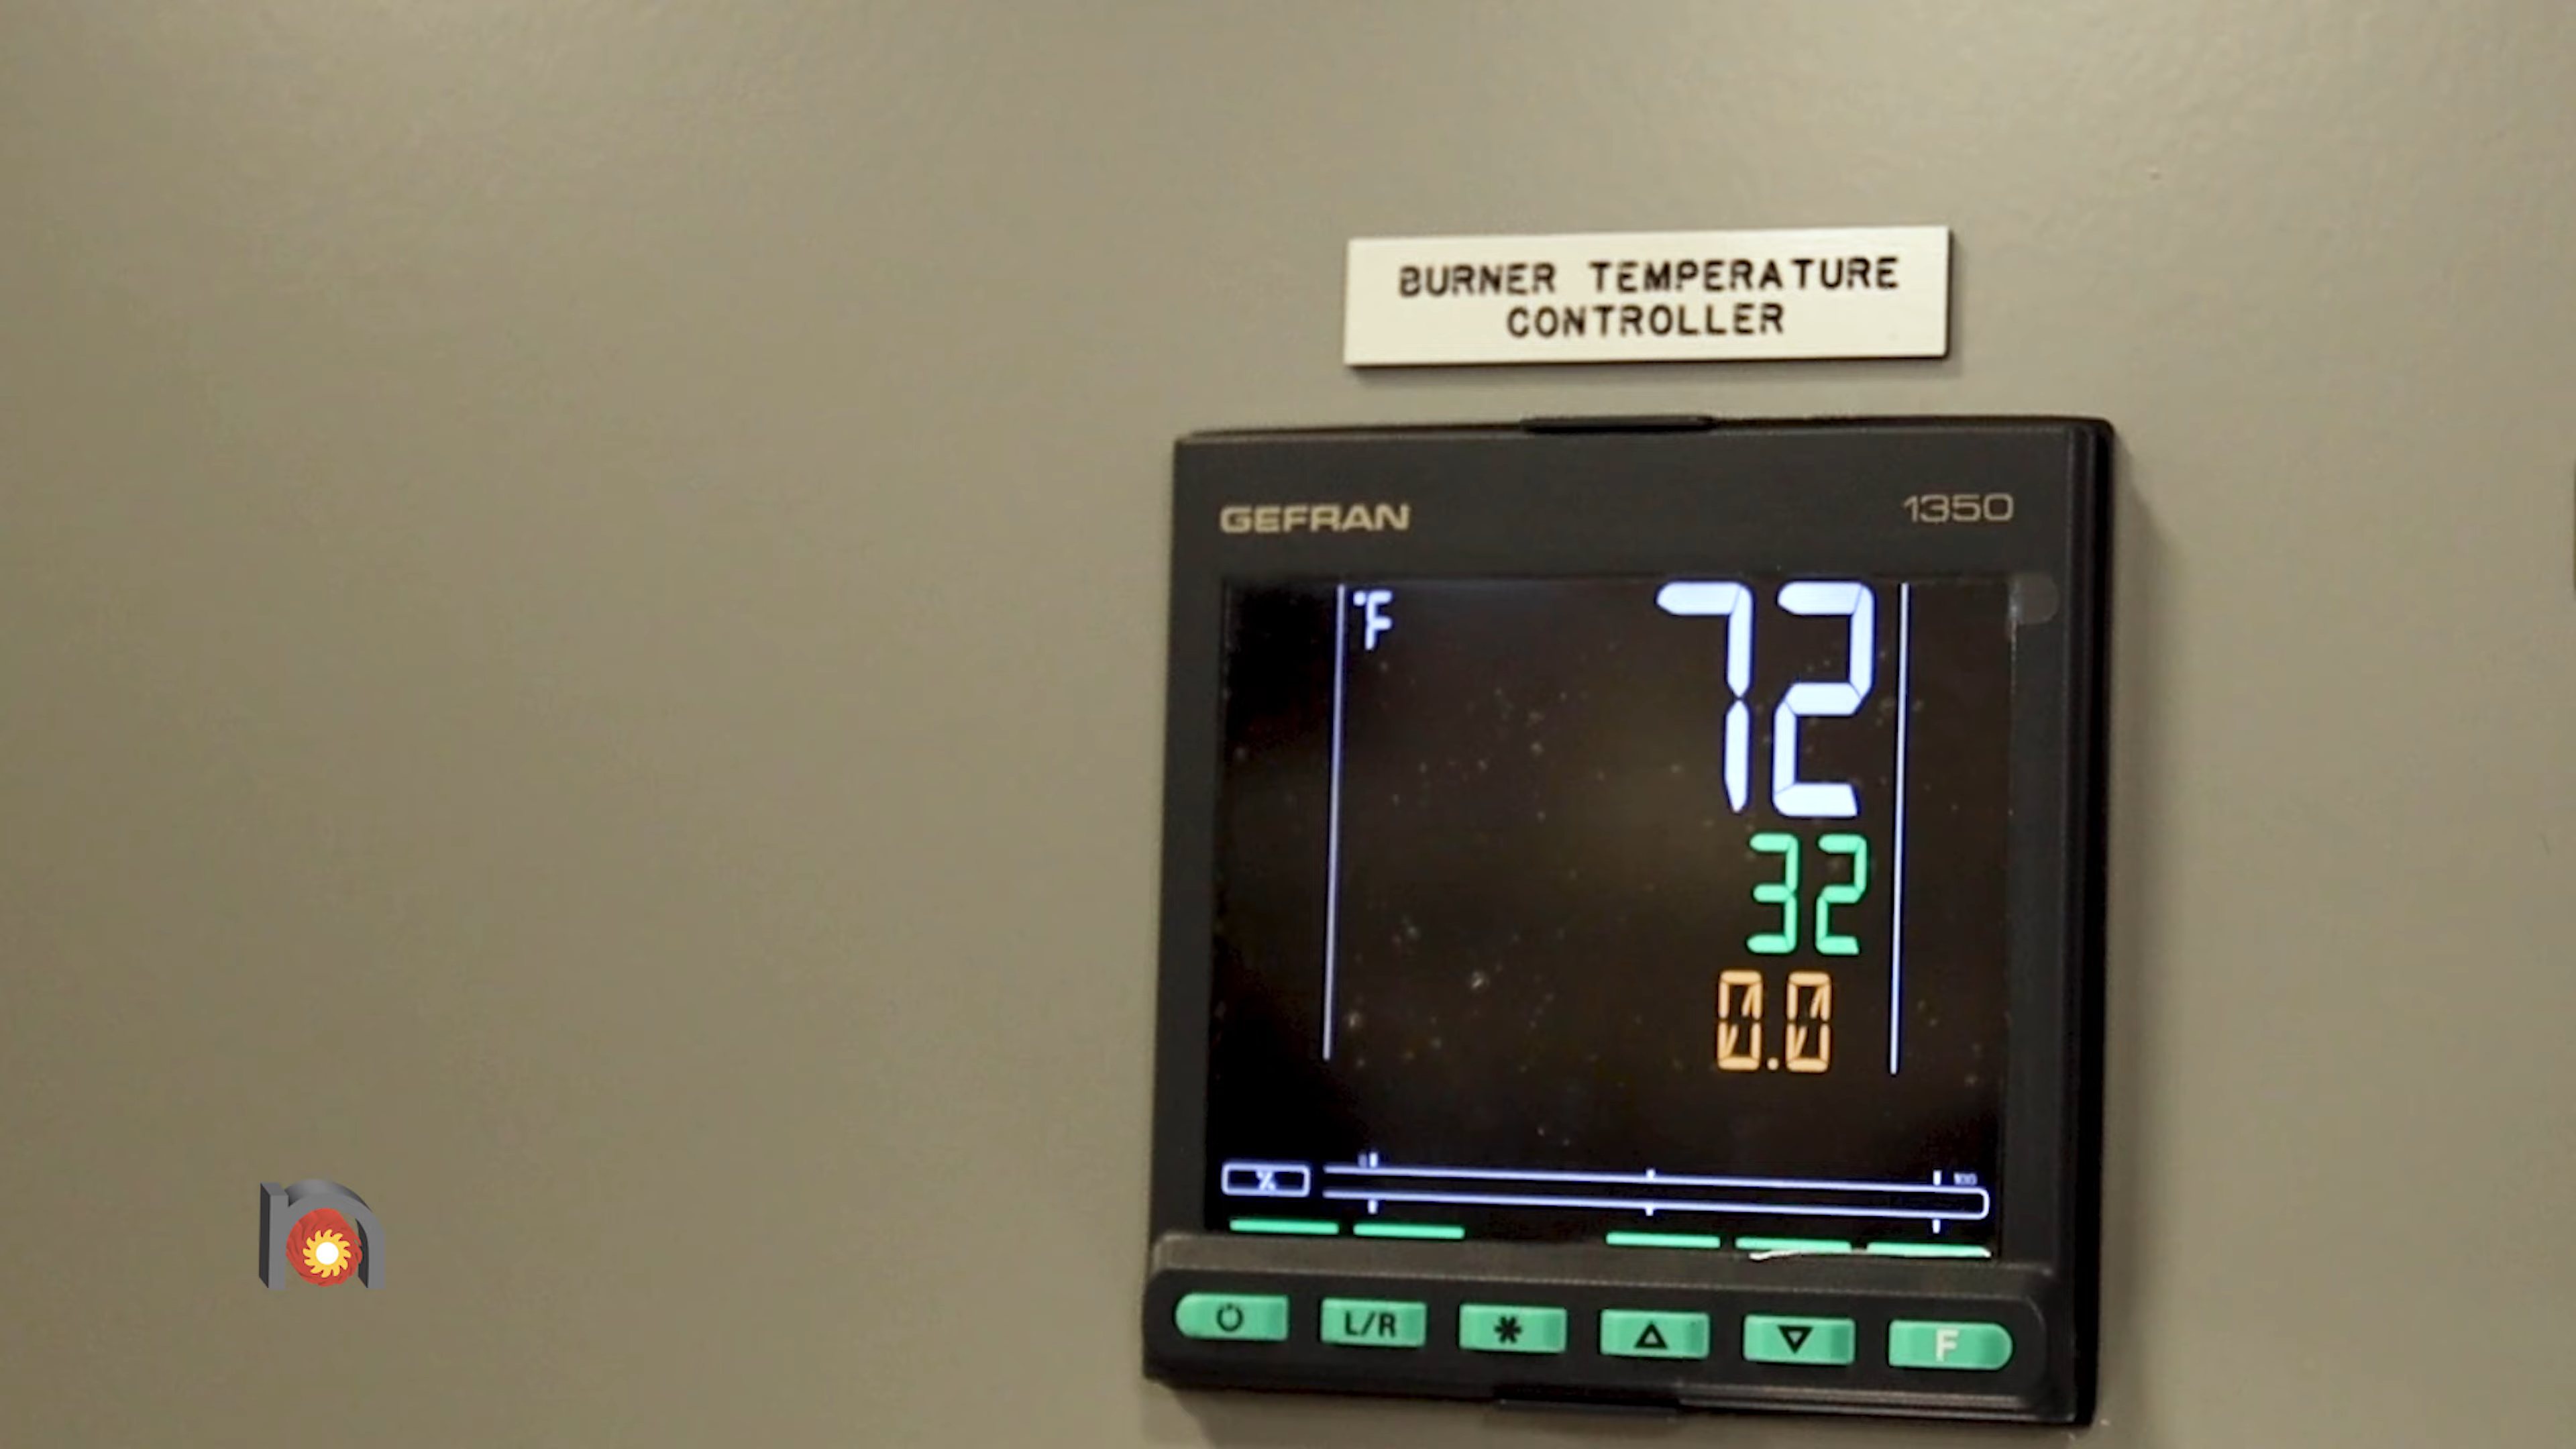 BURNER TEMPERATURE
CONTROLLER
GEFRAN 1350
°F 72
32
0.0
%
L/R * F